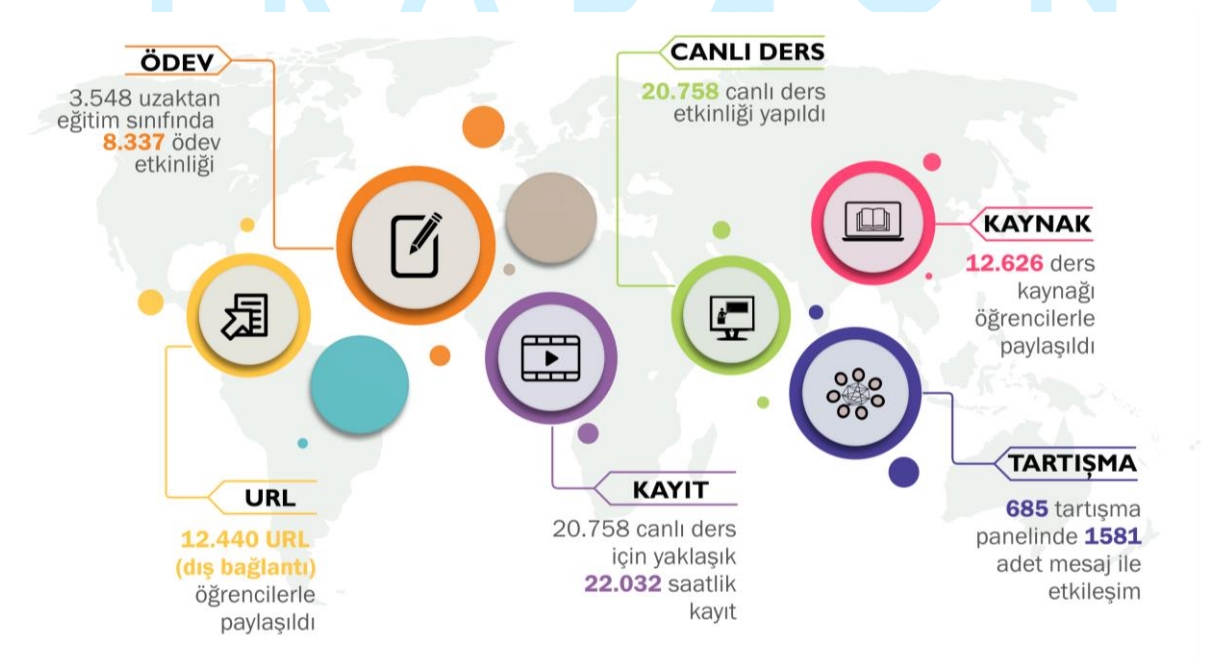 ÖDEV
3.548 uzaktan
eğitim sınıfında
8.337 ödev
etkinliği
CANLI DERS
20.758 canlı ders
etkinliği yapıldı
KAYNAK
12.626 ders
kaynağı
öğrencilerle
paylaşıldı
URL
12.440 URL
(dış bağlantı)
öğrencilerle
paylaşıldı
KAYIT
20.758 canlı ders
için yaklaşık
22.032 saatlik
kayıt
TARTIŞMA
685 tartışma
panelinde 1581
adet mesaj ile
etkileşim